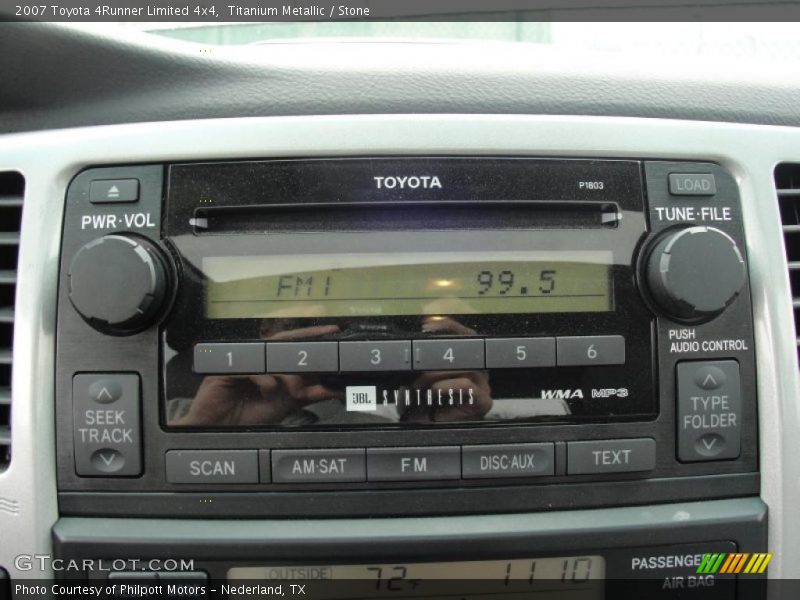 2007 Toyota 4Runner Limited 4x4, Titanium Metallic / Stone
TOYOTA
P1803
LOAD
PWR·VOL
TUNE·FILE
FM1
99.5
PUSH
AUDIO CONTROL
1
2
3
4
5
6
SEEK
TRACK
JBL SYNTHESIS
WMA MP3
TYPE
FOLDER
SCAN
AM·SAT
FM
DISC·AUX
TEXT
GTCARLOT.COM
OUTSIDE
72°F
11:10
PASSENGER
AIR BAG
Photo Courtesy of Philpott Motors - Nederland, TX